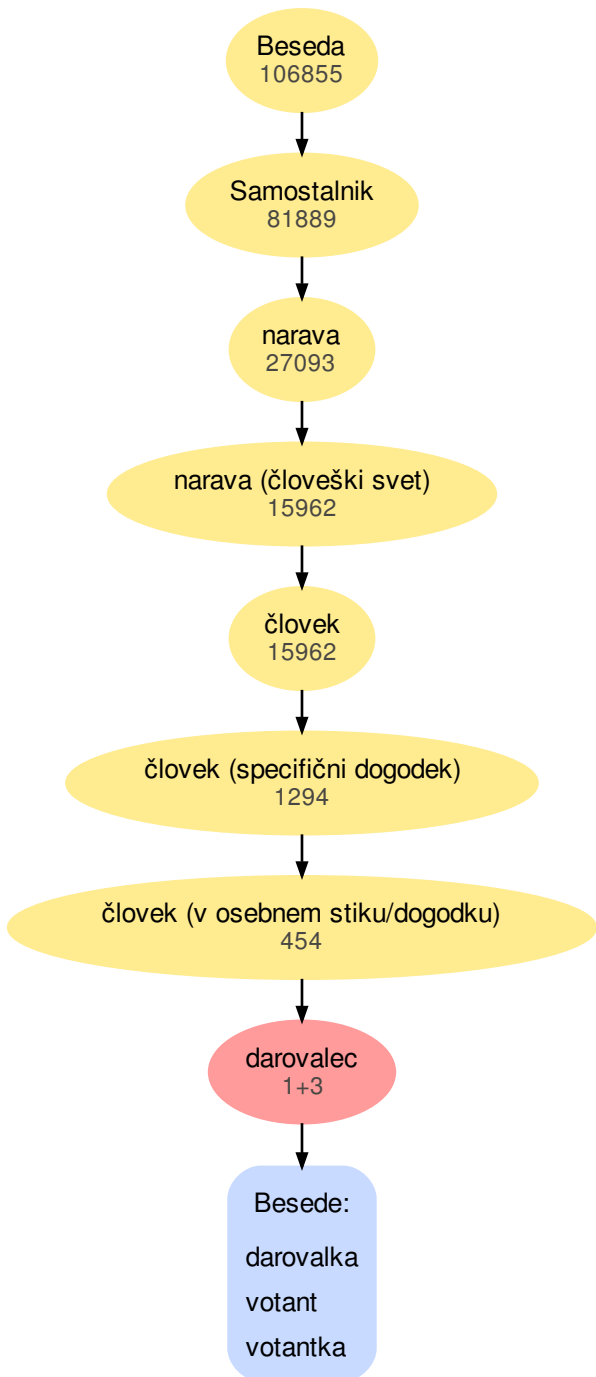 Beseda
106855
Samostalnik
81889
narava
27093
narava (človeški svet)
15962
človek
15962
človek (specifični dogodek)
1294
človek (v osebnem stiku/dogodku)
454
darovalec
1+3
Besede:
darovalka
votant
votantka